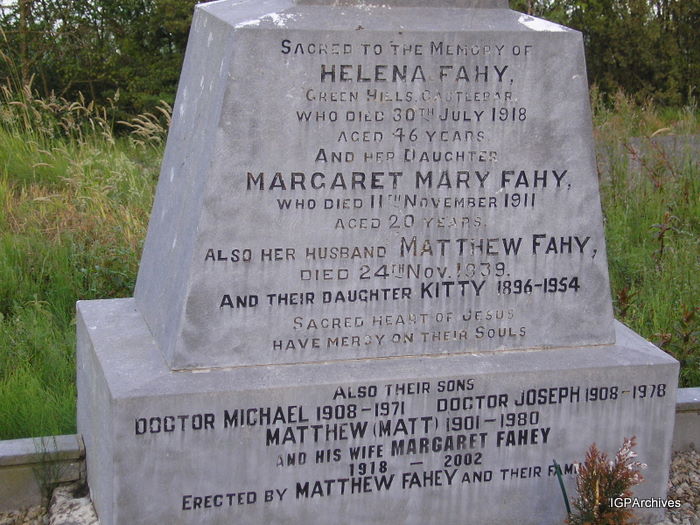 SACRED TO THE MEMORY OF
HELENA FAHY,
GREEN HILLS, CASTLEBAR.
WHO DIED 30TH JULY 1918
AGED 46 YEARS.
AND HER DAUGHTER
MARGARET MARY FAHY,
WHO DIED 11TH NOVEMBER 1911
AGED 20 YEARS.
ALSO HER HUSBAND MATTHEW FAHY,
DIED 24TH NOV. 1939.
AND THEIR DAUGHTER KITTY 1896-1954
SACRED HEART OF JESUS
HAVE MERCY ON THEIR SOULS
ALSO THEIR SONS
DOCTOR MICHAEL 1908-1971 DOCTOR JOSEPH 1908-1978
MATTHEW (MATT) 1901-1980
AND HIS WIFE MARGARET FAHEY
1918 - 2002
ERECTED BY MATTHEW FAHEY AND THEIR
IGPArchives